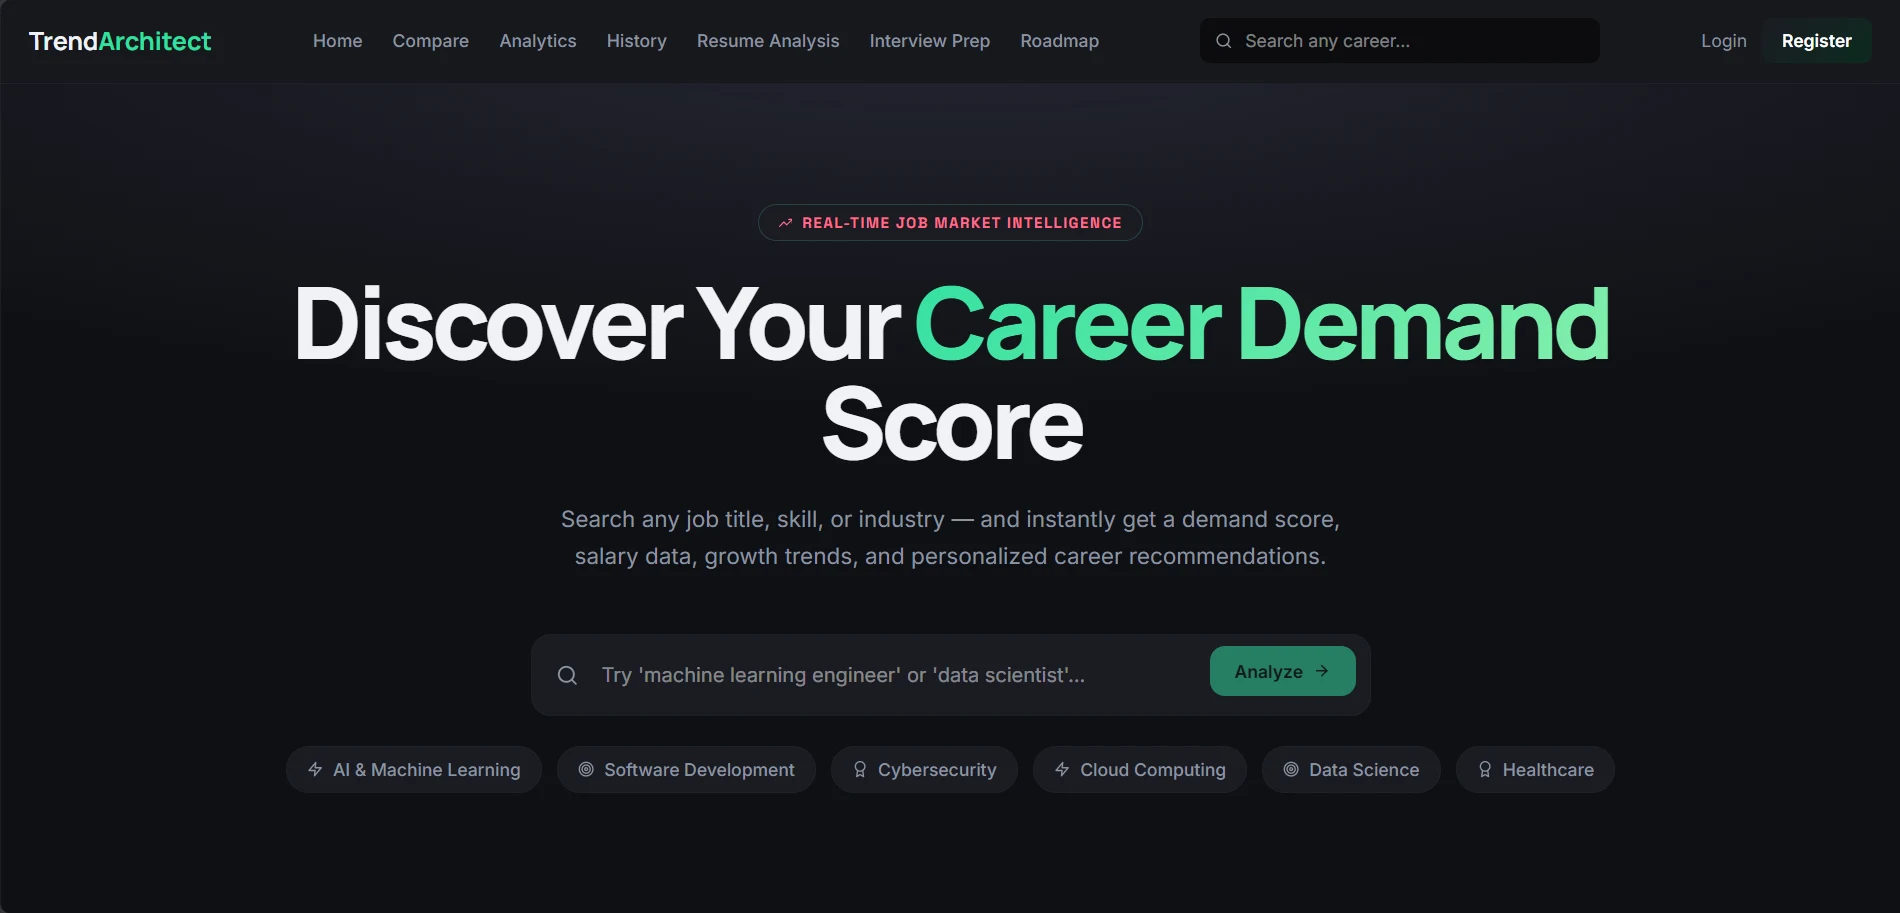 TrendArchitect
Home
Compare
Analytics
History
Resume Analysis
Interview Prep
Roadmap
Search any career...
Login
Register
REAL-TIME JOB MARKET INTELLIGENCE
Discover Your Career Demand
Score
Search any job title, skill, or industry — and instantly get a demand score,
salary data, growth trends, and personalized career recommendations.
Try 'machine learning engineer' or 'data scientist'...
Analyze
AI & Machine Learning
Software Development
Cybersecurity
Cloud Computing
Data Science
Healthcare